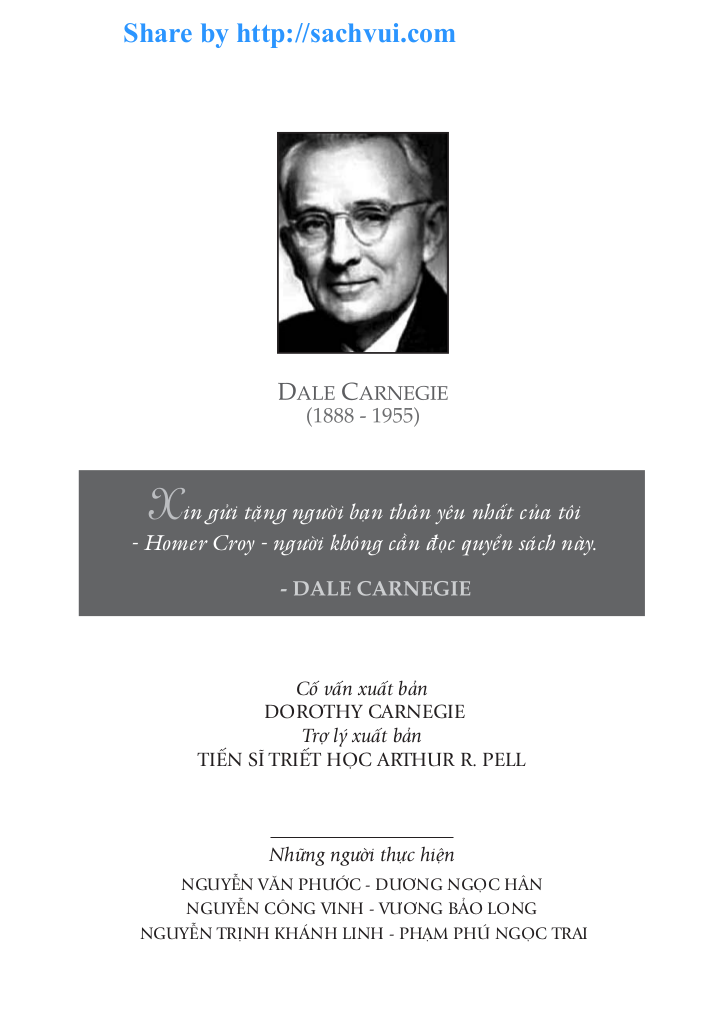 Share by http://sachvui.com
DALE CARNEGIE
(1888 - 1955)
Xin gửi tặng người bạn thân yêu nhất của tôi
- Homer Croy - người không cần đọc quyển sách này.
- DALE CARNEGIE
Cố vấn xuất bản
DOROTHY CARNEGIE
Trợ lý xuất bản
TIẾN SĨ TRIẾT HỌC ARTHUR R. PELL
Những người thực hiện
NGUYỄN VĂN PHƯỚC - DƯƠNG NGỌC HÂN
NGUYỄN CÔNG VINH - VƯƠNG BẢO LONG
NGUYỄN TRỊNH KHÁNH LINH - PHẠM PHÚ NGỌC TRAI